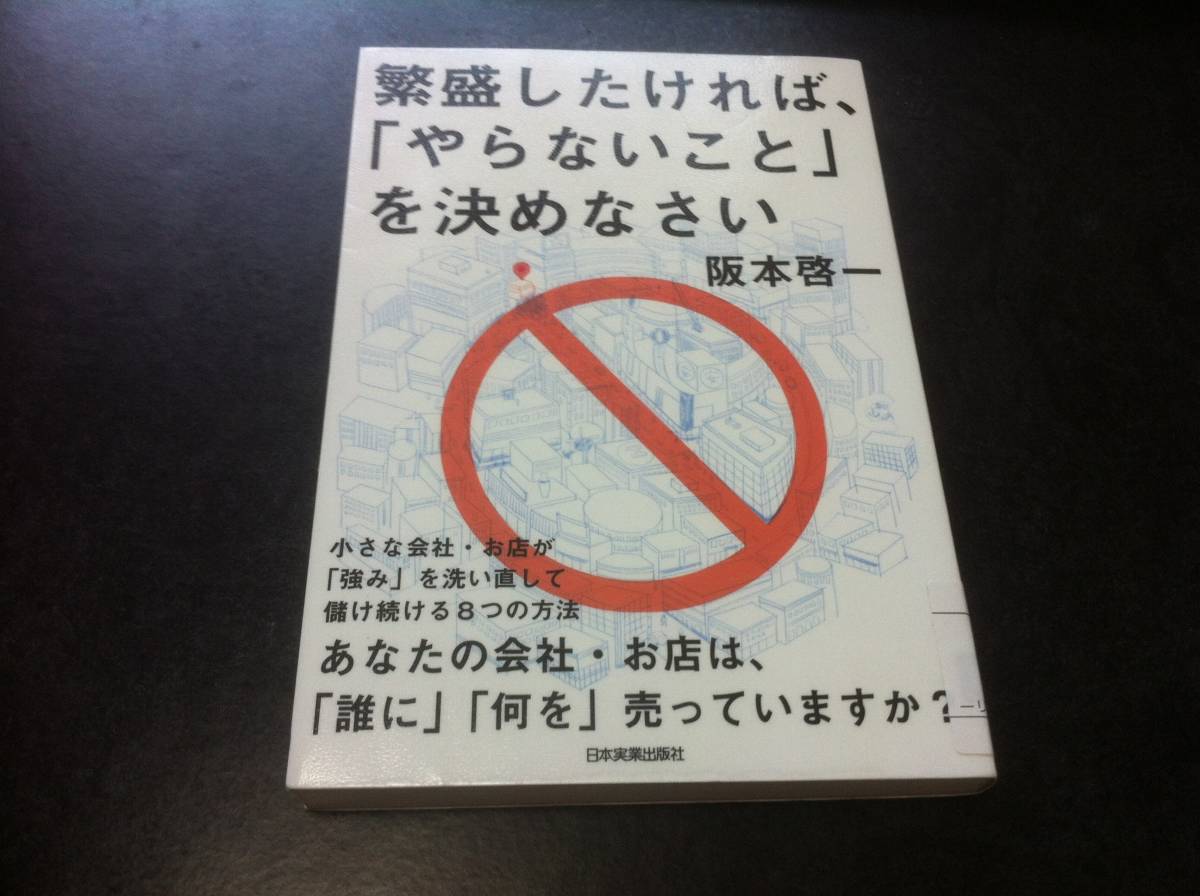 繁盛したければ、
「やらないこと」
を決めなさい
阪本啓一
小さな会社・お店が
「強み」を洗い直して
儲け続ける8つの方法
あなたの会社・お店は、
「誰に」「何を」売っていますか?
日本実業出版社